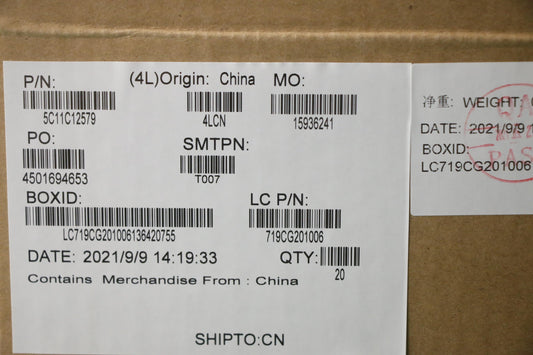 P/N:
(4L)Origin: China
MO:
5C11C12579
4LCN
15936241
PO:
SMTPN:
4501694653
T007
BOXID:
LC P/N:
LC719CG201006136420755
719CG201006
DATE: 2021/9/9 14:19:33
QTY:
20
Contains Merchandise From : China
SHIPTO:CN
净重: WEIGHT:
DATE: 2021/9/9
BOXID:
LC719CG201006
QA
PASS